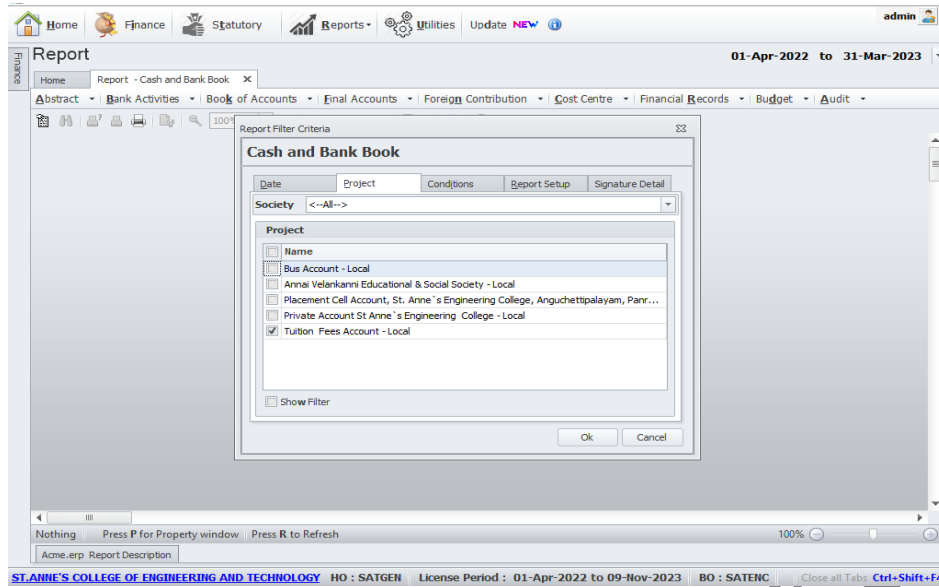 Home Finance Statutory Reports Utilities Update NEW admin
Finance
Report 01-Apr-2022 to 31-Mar-2023
Home Report - Cash and Bank Book X
Abstract Bank Activities Book of Accounts Final Accounts Foreign Contribution Cost Centre Financial Records Budget Audit
100%
Report Filter Criteria
Cash and Bank Book
Date Project Conditions Report Setup Signature Detail
Society <--All-->
Project
Name
Bus Account - Local
Annai Velankanni Educational & Social Society - Local
Placement Cell Account, St. Anne`s Engineering College, Anguchettipalayam, Panr...
Private Account St Anne`s Engineering College - Local
Tuition Fees Account - Local
Show Filter
Ok Cancel
Nothing Press P for Property window Press R to Refresh 100%
Acme.erp Report Description
ST.ANNE'S COLLEGE OF ENGINEERING AND TECHNOLOGY HO : SATGEN License Period : 01-Apr-2022 to 09-Nov-2023 BO : SATENC Close all Tabs Ctrl+Shift+F4